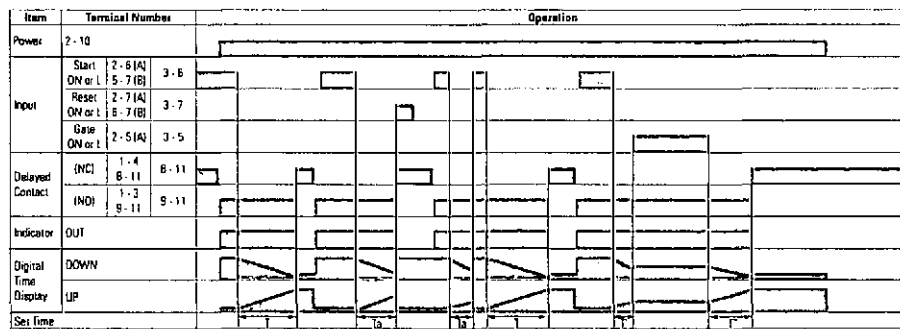 Item Terminal Number Operation
Power 2 - 10
Input
Start ON or L 2 - 6 (A) 5 - 7 (B) 3 - 6
Reset ON or L 2 - 7 (A) 6 - 7 (B) 3 - 7
Gate ON or L 2 - 5 (A) 3 - 5
Delayed Contact
(NC) 1 - 4 8 - 11 8 - 11
(NO) 1 - 3 9 - 11 9 - 11
Indicator OUT
Digital Time Display
DOWN
UP
Set Time T Ta Ta T